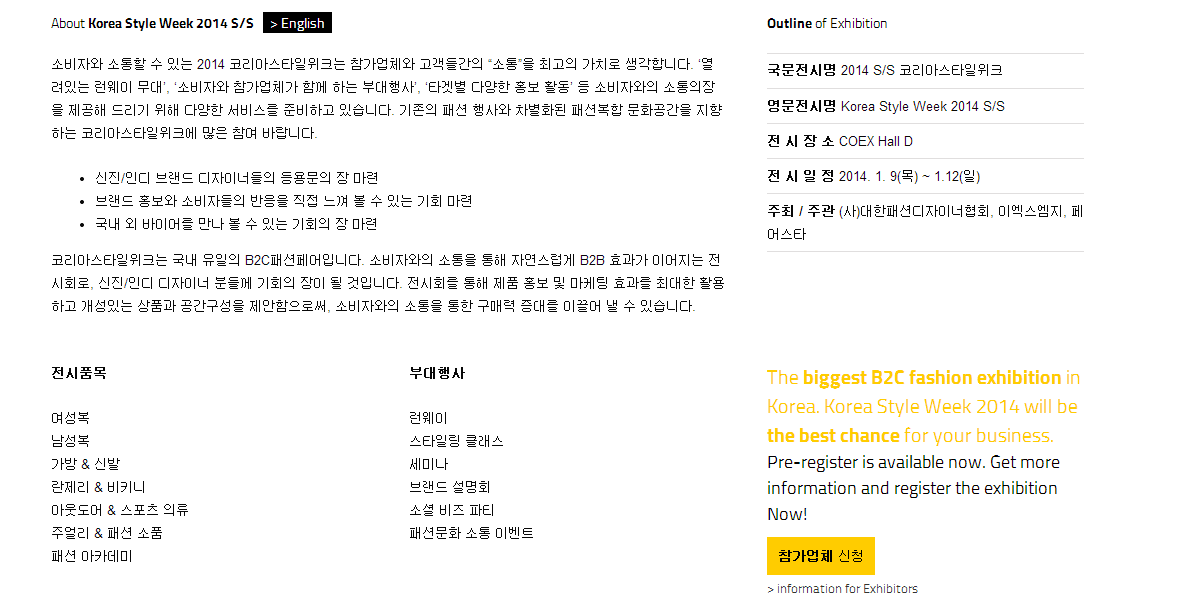 About Korea Style Week 2014 S/S > English
소비자와 소통할 수 있는 2014 코리아스타일위크는 참가업체와 고객들간의 “소통”을 최고의 가치로 생각합니다. ‘열
려있는 런웨이 무대’, ‘소비자와 참가업체가 함께 하는 부대행사’, ‘타겟별 다양한 홍보 활동’ 등 소비자와의 소통의장
을 제공해 드리기 위해 다양한 서비스를 준비하고 있습니다. 기존의 패션 행사와 차별화된 패션복합 문화공간을 지향
하는 코리아스타일위크에 많은 참여 바랍니다.
• 신진/인디 브랜드 디자이너들의 등용문의 장 마련
• 브랜드 홍보와 소비자들의 반응을 직접 느껴 볼 수 있는 기회 마련
• 국내 외 바이어를 만나 볼 수 있는 기회의 장 마련
코리아스타일위크는 국내 유일의 B2C패션페어입니다. 소비자와의 소통을 통해 자연스럽게 B2B 효과가 이어지는 전
시회로, 신진/인디 디자이너 분들께 기회의 장이 될 것입니다. 전시회를 통해 제품 홍보 및 마케팅 효과를 최대한 활용
하고 개성있는 상품과 공간구성을 제안함으로써, 소비자와의 소통을 통한 구매력 증대를 이끌어 낼 수 있습니다.
전시품목
여성복
남성복
가방 & 신발
란제리 & 비키니
아웃도어 & 스포츠 의류
주얼리 & 패션 소품
패션 아카데미
부대행사
런웨이
스타일링 클래스
세미나
브랜드 설명회
소셜 비즈 파티
패션문화 소통 이벤트
Outline of Exhibition
국문전시명 2014 S/S 코리아스타일위크
영문전시명 Korea Style Week 2014 S/S
전 시 장 소 COEX Hall D
전 시 일 정 2014. 1. 9(목) ~ 1.12(일)
주최 / 주관 (사)대한패션디자이너협회, 이엑스엠지, 페
어스타
The biggest B2C fashion exhibition in
Korea. Korea Style Week 2014 will be
the best chance for your business.
Pre-register is available now. Get more
information and register the exhibition
Now!
참가업체 신청
> information for Exhibitors